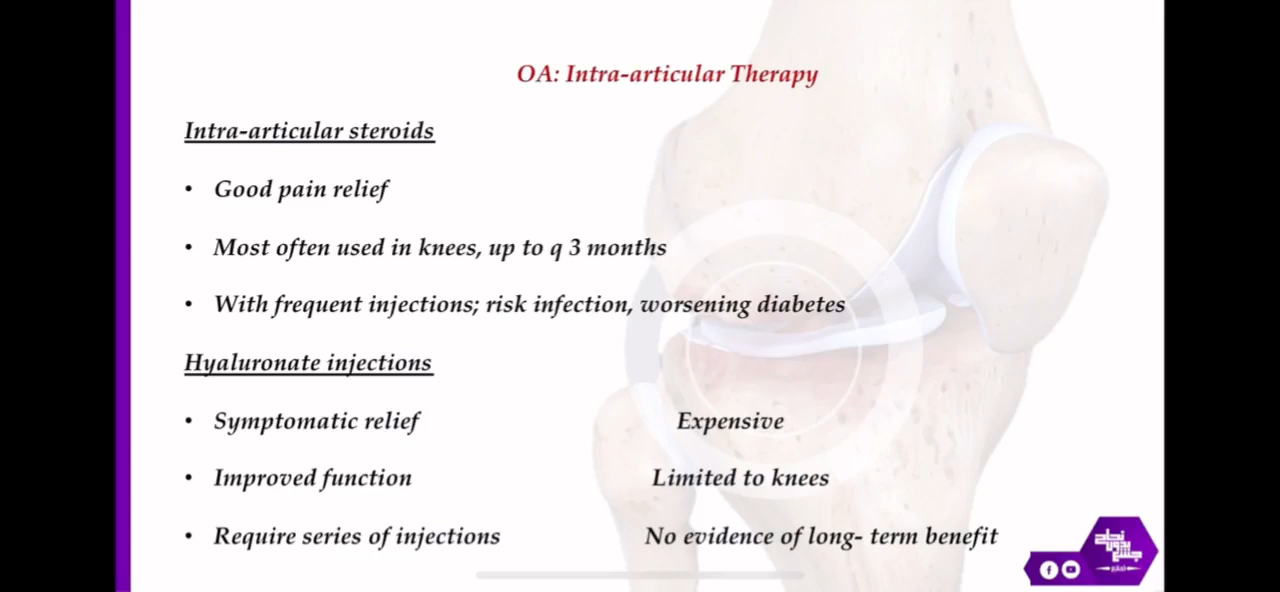 OA: Intra-articular Therapy
Intra-articular steroids
• Good pain relief
• Most often used in knees, up to q 3 months
• With frequent injections; risk infection, worsening diabetes
Hyaluronate injections
• Symptomatic relief Expensive
• Improved function Limited to knees
• Require series of injections No evidence of long- term benefit